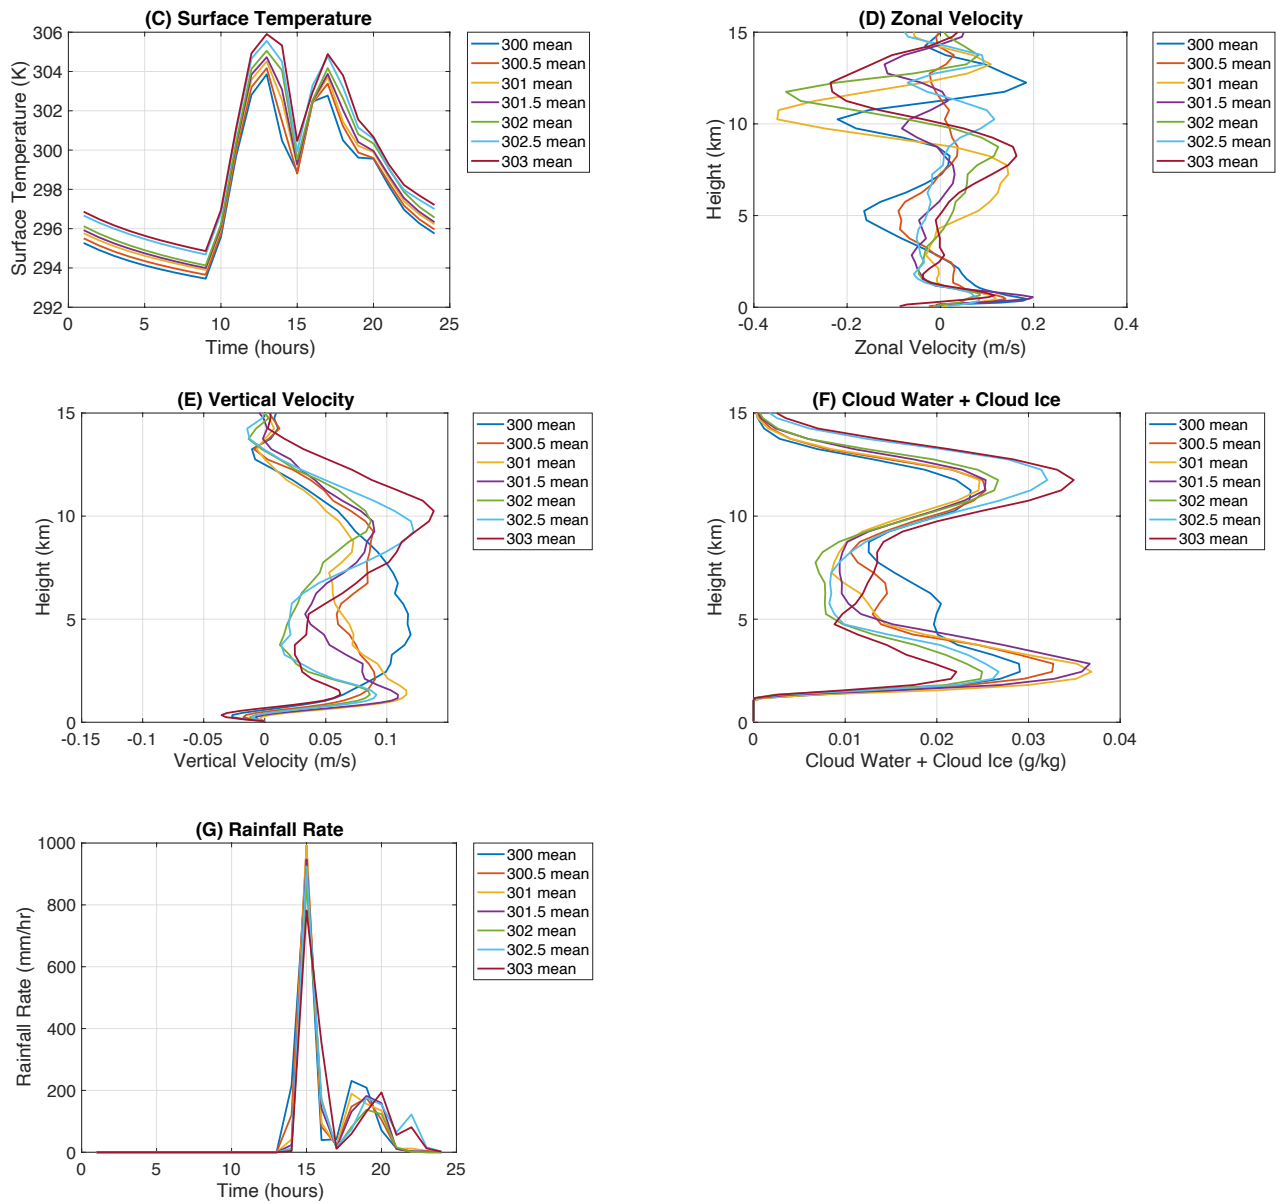 (C) Surface Temperature
306
304
302
300
298
296
294
292
0
5
10
15
20
25
Surface Temperature (K)
Time (hours)
300 mean
300.5 mean
301 mean
301.5 mean
302 mean
302.5 mean
303 mean
(D) Zonal Velocity
15
10
5
0
-0.4
-0.2
0
0.2
0.4
Height (km)
Zonal Velocity (m/s)
300 mean
300.5 mean
301 mean
301.5 mean
302 mean
302.5 mean
303 mean
(E) Vertical Velocity
15
10
5
0
-0.15
-0.1
-0.05
0
0.05
0.1
Height (km)
Vertical Velocity (m/s)
300 mean
300.5 mean
301 mean
301.5 mean
302 mean
302.5 mean
303 mean
(F) Cloud Water + Cloud Ice
15
10
5
0
0
0.01
0.02
0.03
0.04
Height (km)
Cloud Water + Cloud Ice (g/kg)
300 mean
300.5 mean
301 mean
301.5 mean
302 mean
302.5 mean
303 mean
(G) Rainfall Rate
1000
800
600
400
200
0
0
5
10
15
20
25
Rainfall Rate (mm/hr)
Time (hours)
300 mean
300.5 mean
301 mean
301.5 mean
302 mean
302.5 mean
303 mean